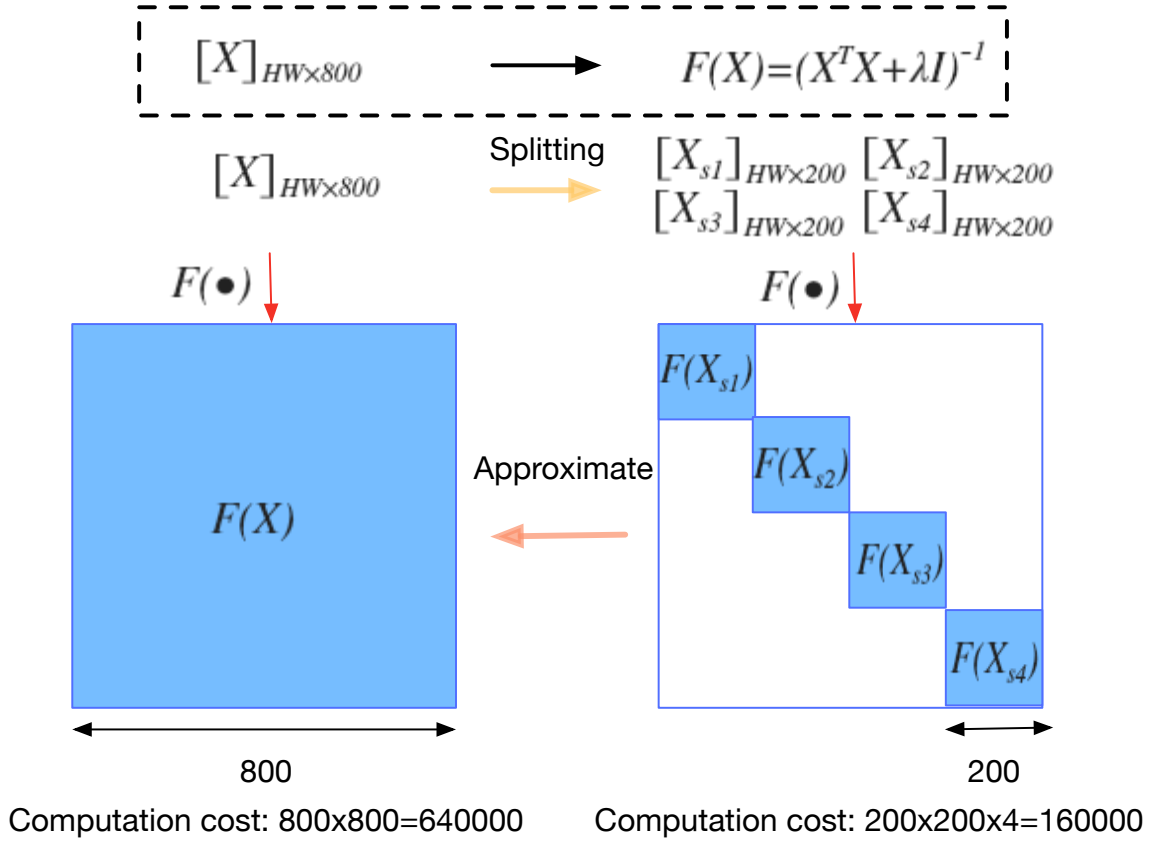 [X]HW×800 F(X)=(XᵀX+λI)⁻¹
Splitting
[X]HW×800
[Xs1]HW×200 [Xs2]HW×200
[Xs3]HW×200 [Xs4]HW×200
F(●) F(●)
F(X)
Approximate
F(Xs1)
F(Xs2)
F(Xs3)
F(Xs4)
800 200
Computation cost: 800x800=640000 Computation cost: 200x200x4=160000